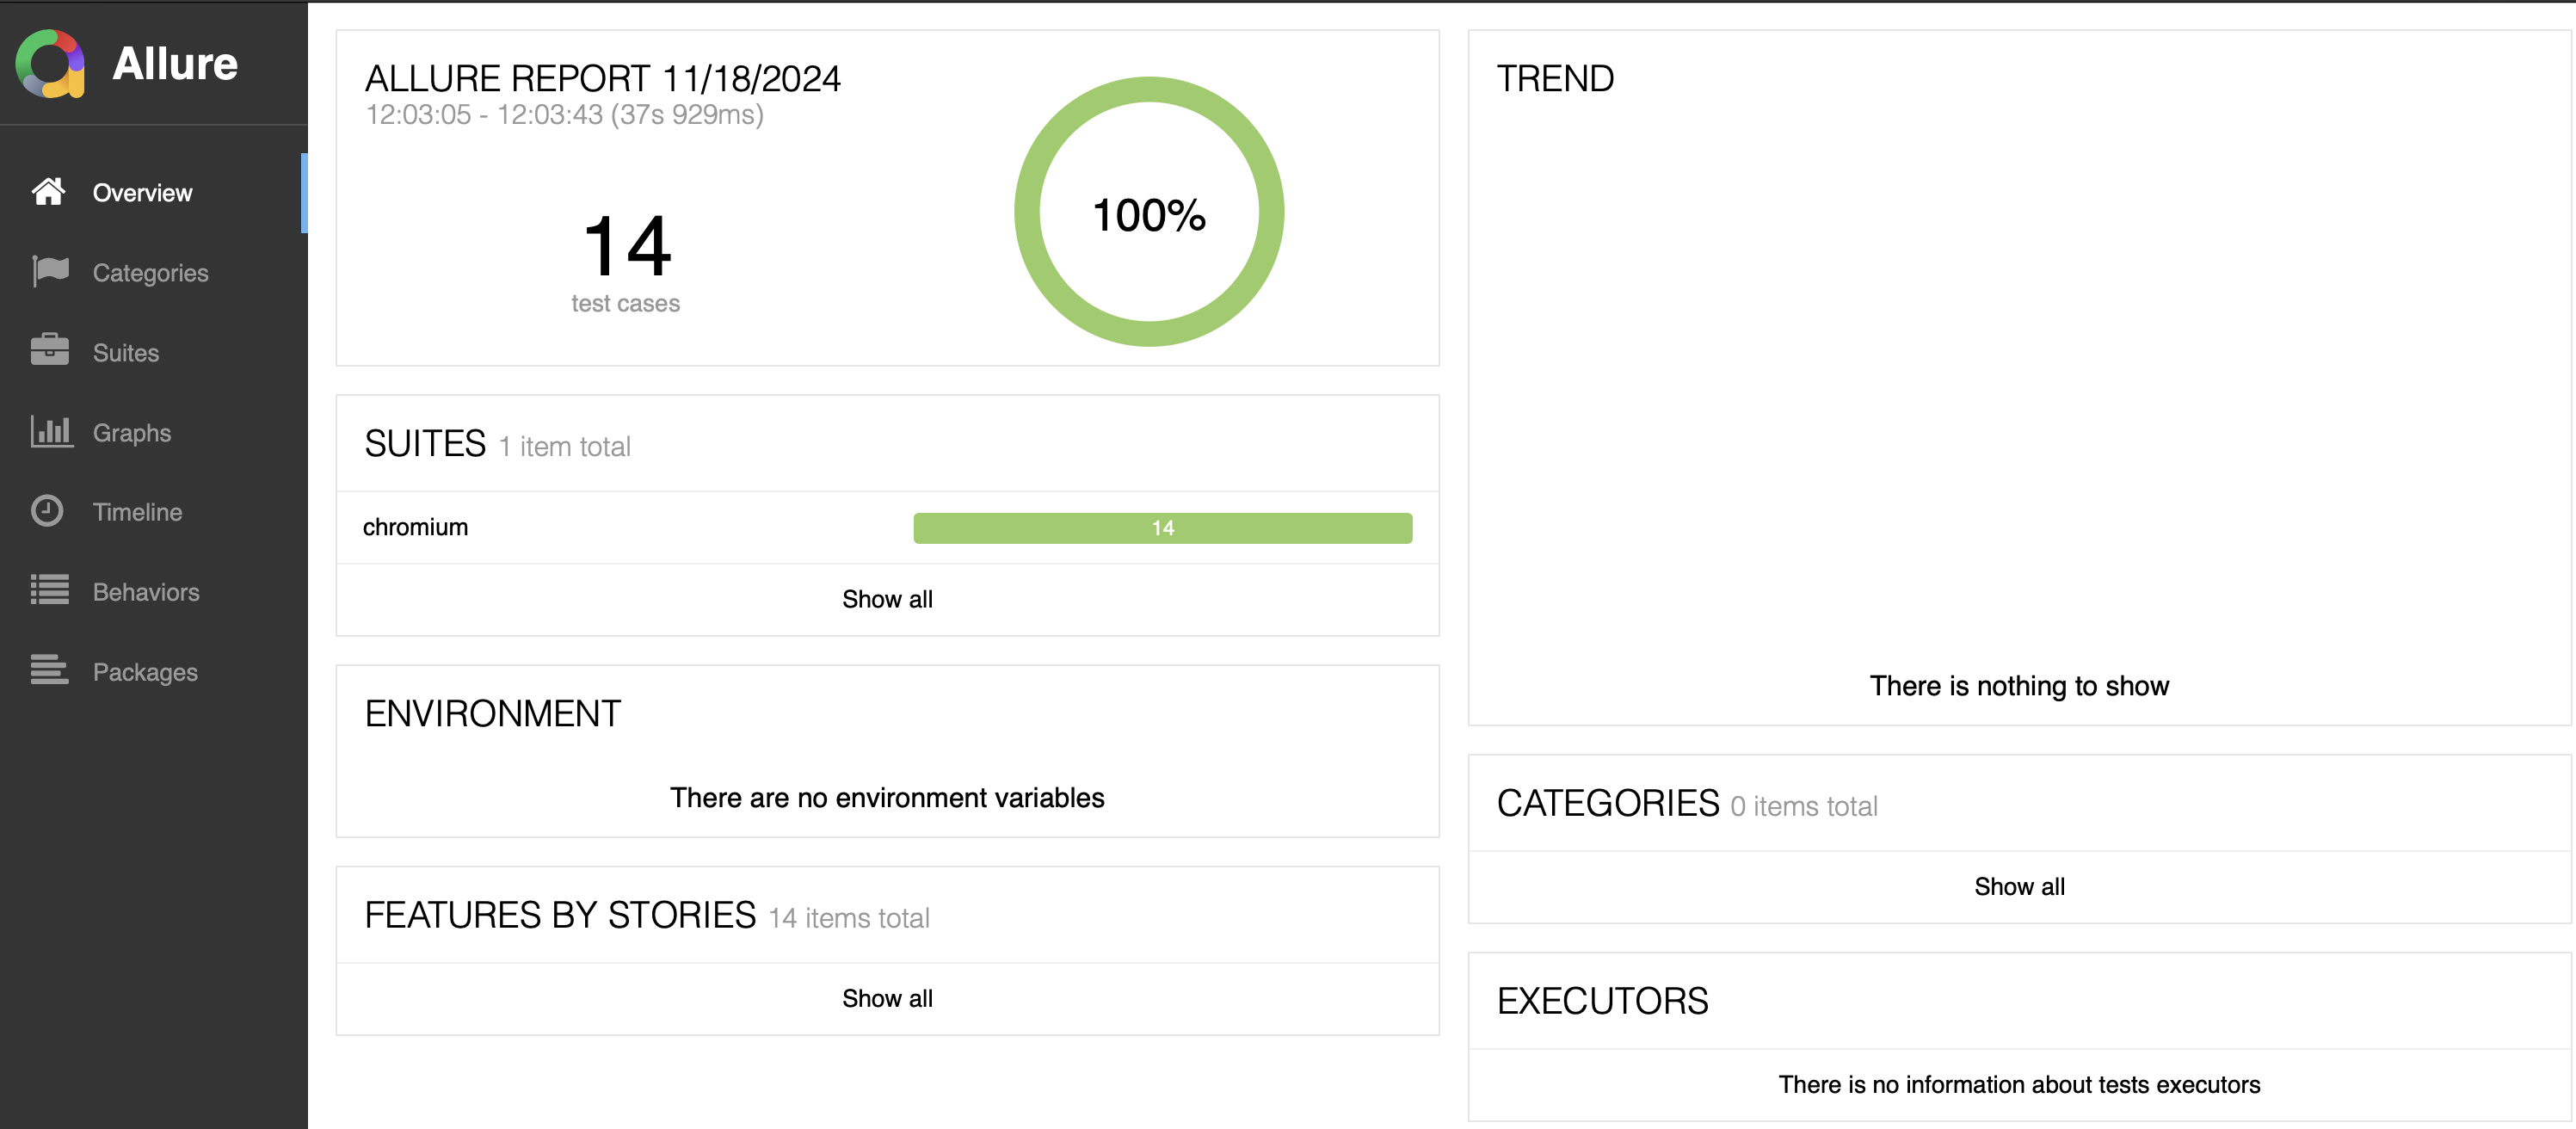 Allure
Overview
Categories
Suites
Graphs
Timeline
Behaviors
Packages
ALLURE REPORT 11/18/2024
12:03:05 - 12:03:43 (37s 929ms)
14
test cases
100%
SUITES 1 item total
chromium 14
Show all
ENVIRONMENT
There are no environment variables
FEATURES BY STORIES 14 items total
Show all
TREND
There is nothing to show
CATEGORIES 0 items total
Show all
EXECUTORS
There is no information about tests executors